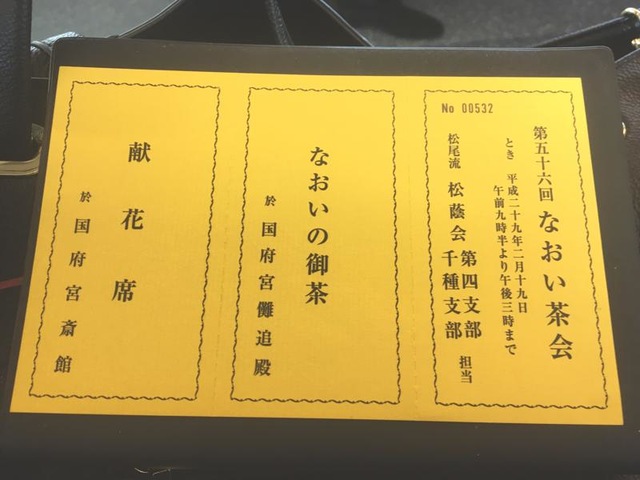 No 00532
第五十六回 なおい茶会
とき 平成二十九年二月十九日
午前九時半より午後三時まで
松尾流 松蔭会 第四支部 千種支部 担当
なおいの御茶
於 国府宮儺追殿
献花席
於 国府宮斎館